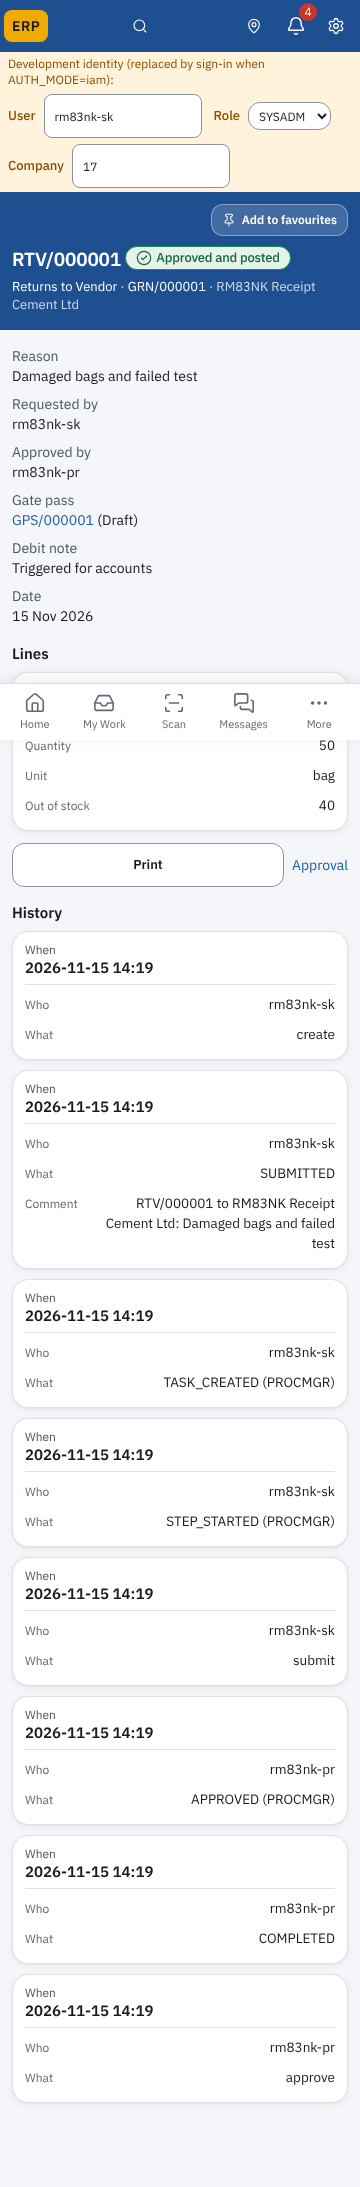 ERP
4
Development identity (replaced by sign-in when
AUTH_MODE=iam):
User rm83nk-sk Role SYSADM
Company 17
Add to favourites
RTV/000001 Approved and posted
Returns to Vendor · GRN/000001 · RM83NK Receipt
Cement Ltd
Reason
Damaged bags and failed test
Requested by
rm83nk-sk
Approved by
rm83nk-pr
Gate pass
GPS/000001 (Draft)
Debit note
Triggered for accounts
Date
15 Nov 2026
Lines
Home My Work Scan Messages More
Quantity 50
Unit bag
Out of stock 40
Print Approval
History
When
2026-11-15 14:19
Who rm83nk-sk
What create
When
2026-11-15 14:19
Who rm83nk-sk
What SUBMITTED
Comment RTV/000001 to RM83NK Receipt
Cement Ltd: Damaged bags and failed
test
When
2026-11-15 14:19
Who rm83nk-sk
What TASK_CREATED (PROCMGR)
When
2026-11-15 14:19
Who rm83nk-sk
What STEP_STARTED (PROCMGR)
When
2026-11-15 14:19
Who rm83nk-sk
What submit
When
2026-11-15 14:19
Who rm83nk-pr
What APPROVED (PROCMGR)
When
2026-11-15 14:19
Who rm83nk-pr
What COMPLETED
When
2026-11-15 14:19
Who rm83nk-pr
What approve